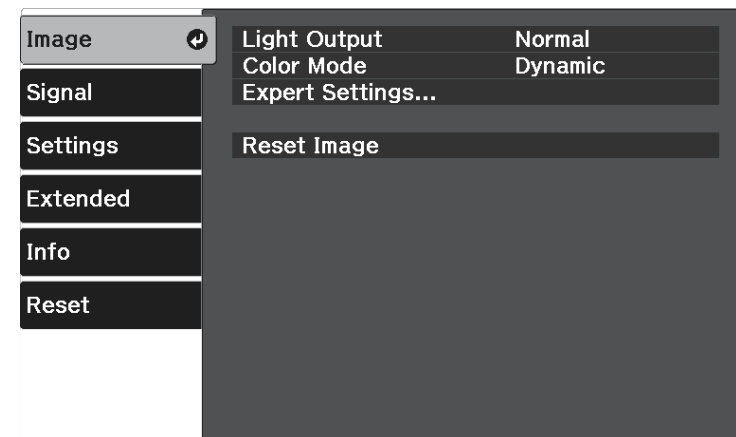 Image
Signal
Settings
Extended
Info
Reset
Light Output Normal
Color Mode Dynamic
Expert Settings...
Reset Image